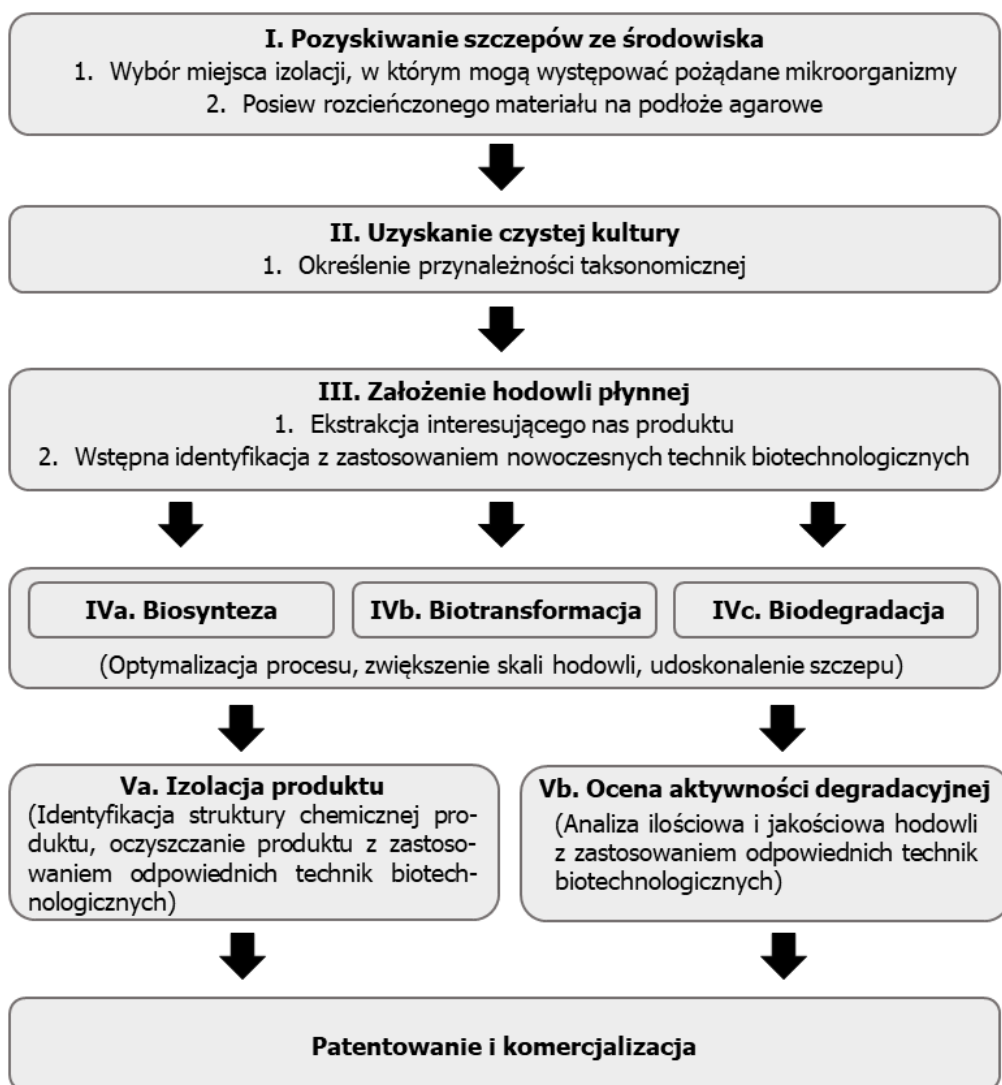 I. Pozyskiwanie szczepów ze środowiska
1. Wybór miejsca izolacji, w którym mogą występować pożądane mikroorganizmy
2. Posiew rozcieńczonego materiału na podłoże agarowe
II. Uzyskanie czystej kultury
1. Określenie przynależności taksonomicznej
III. Założenie hodowli płynnej
1. Ekstrakcja interesującego nas produktu
2. Wstępna identyfikacja z zastosowaniem nowoczesnych technik biotechnologicznych
IVa. Biosynteza
IVb. Biotransformacja
IVc. Biodegradacja
(Optymalizacja procesu, zwiększenie skali hodowli, udoskonalenie szczepu)
Va. Izolacja produktu
(Identyfikacja struktury chemicznej pro-
duktu, oczyszczanie produktu z zastoso-
waniem odpowiednich technik biotech-
nologicznych)
Vb. Ocena aktywności degradacyjnej
(Analiza ilościowa i jakościowa hodowli
z zastosowaniem odpowiednich technik
biotechnologicznych)
Patentowanie i komercjalizacja